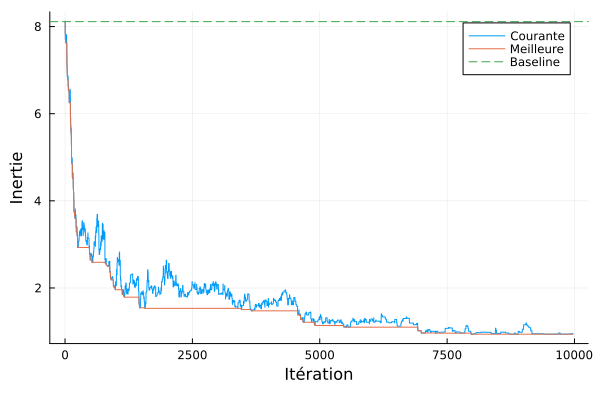 8
6
4
2
0
2500
5000
7500
10000
Inertie
Itération
Courante
Meilleure
Baseline